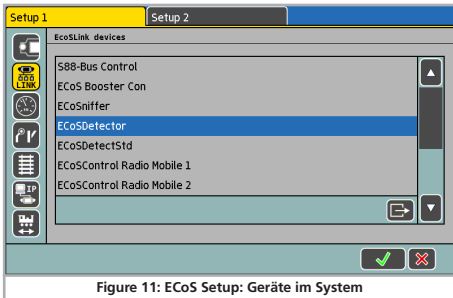 Setup 1
Setup 2
EcoSLink devices
LINK
IP
S88-Bus Control
ECoS Booster Con
ECoSniffer
ECoSDetector
ECoSDetectStd
ECoSControl Radio Mobile 1
ECoSControl Radio Mobile 2
Figure 11: ECoS Setup: Geräte im System